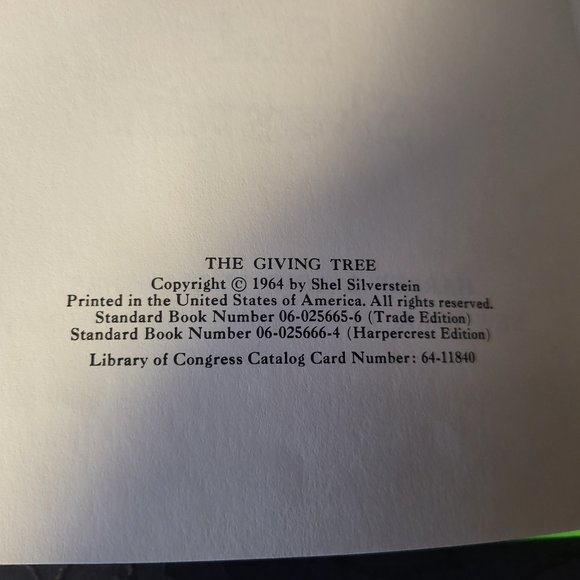 THE GIVING TREE
Copyright © 1964 by Shel Silverstein
Printed in the United States of America. All rights reserved.
Standard Book Number 06-025665-6 (Trade Edition)
Standard Book Number 06-025666-4 (Harpercrest Edition)
Library of Congress Catalog Card Number: 64-11840